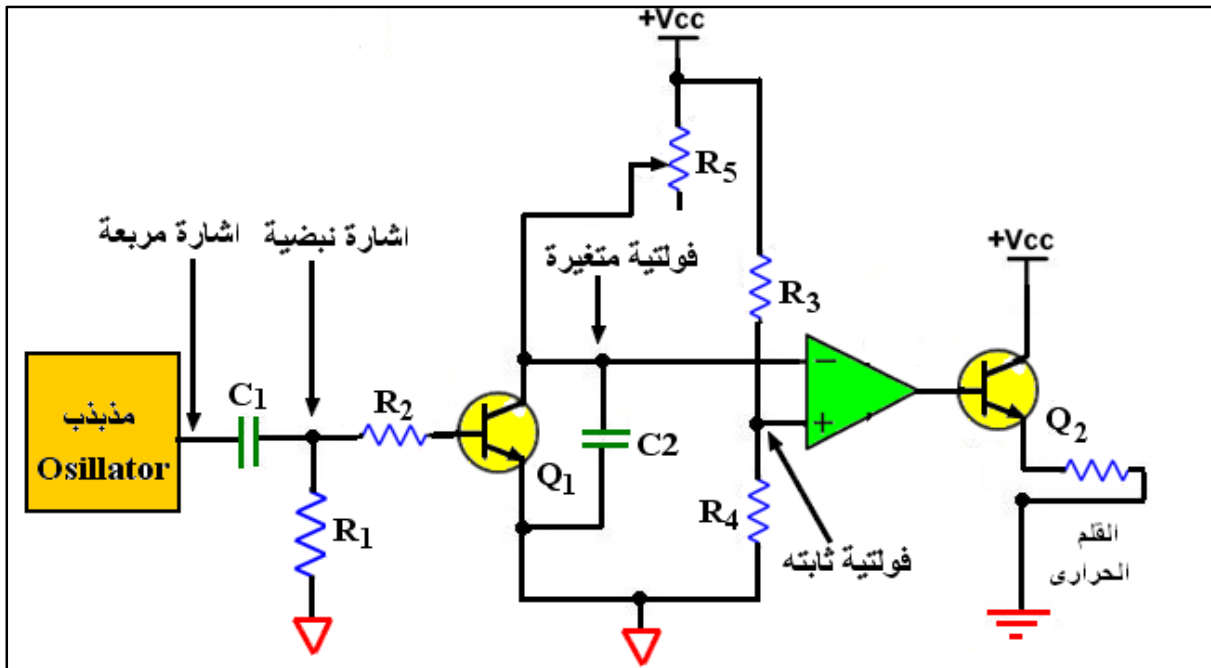 +Vcc
R5
اشارة مربعة
اشارة نبضية
فولتية متغيرة
R3
+Vcc
مذبذب
Osillator
C1
R2
Q1
C2
−
+
Q2
R1
R4
فولتية ثابته
القلم
الحرارى